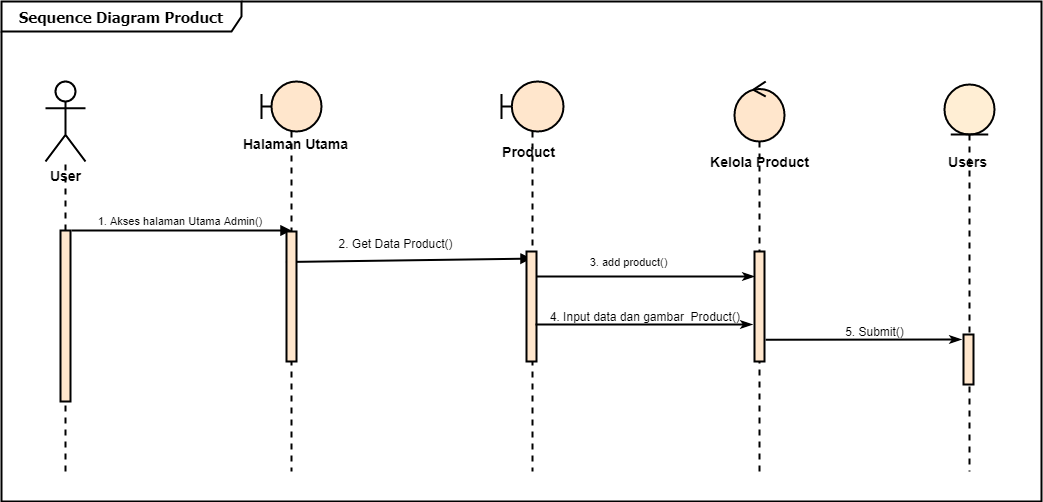 Sequence Diagram Product
User
Halaman Utama
Product
Kelola Product
Users
1. Akses halaman Utama Admin()
2. Get Data Product()
3. add product()
4. Input data dan gambar Product()
5. Submit()